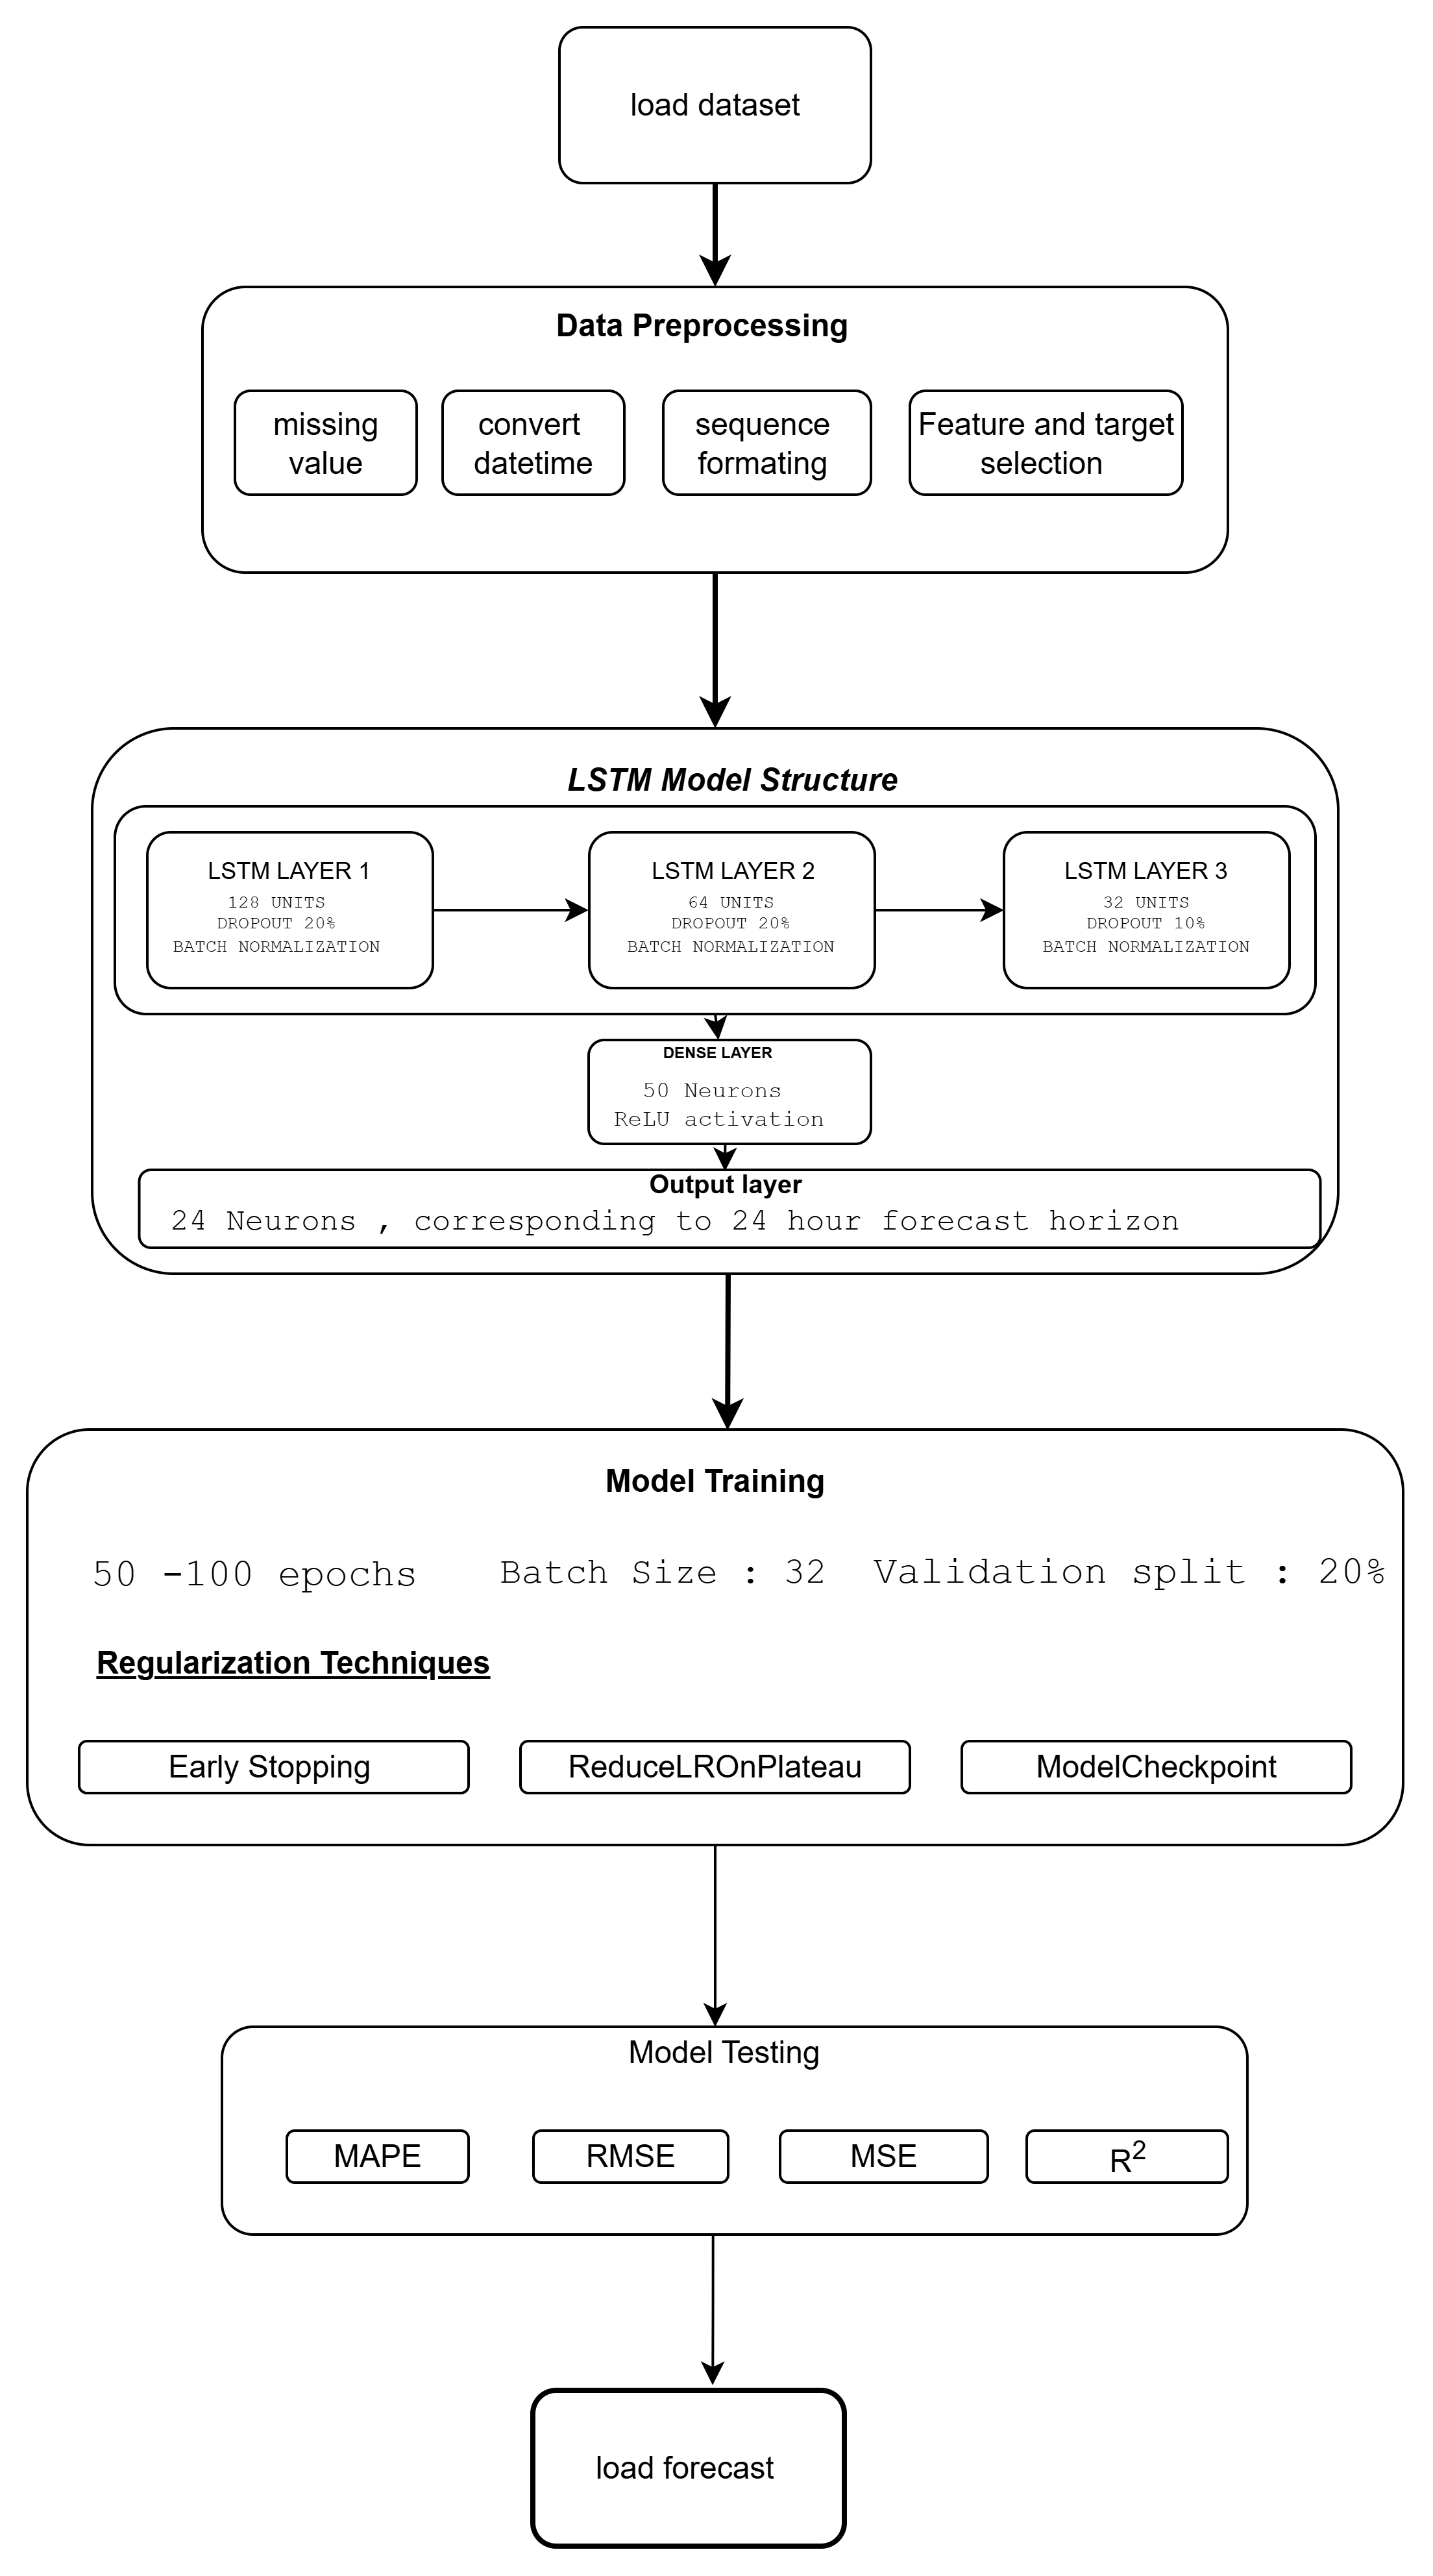 load dataset
Data Preprocessing
missing
value
convert
datetime
sequence
formating
Feature and target
selection
LSTM Model Structure
LSTM LAYER 1
128 UNITS
DROPOUT 20%
BATCH NORMALIZATION
LSTM LAYER 2
64 UNITS
DROPOUT 20%
BATCH NORMALIZATION
LSTM LAYER 3
32 UNITS
DROPOUT 10%
BATCH NORMALIZATION
DENSE LAYER
50 Neurons
ReLU activation
Output layer
24 Neurons , corresponding to 24 hour forecast horizon
Model Training
50 -100 epochs
Batch Size : 32
Validation split : 20%
Regularization Techniques
Early Stopping
ReduceLROnPlateau
ModelCheckpoint
Model Testing
MAPE
RMSE
MSE
R²
load forecast